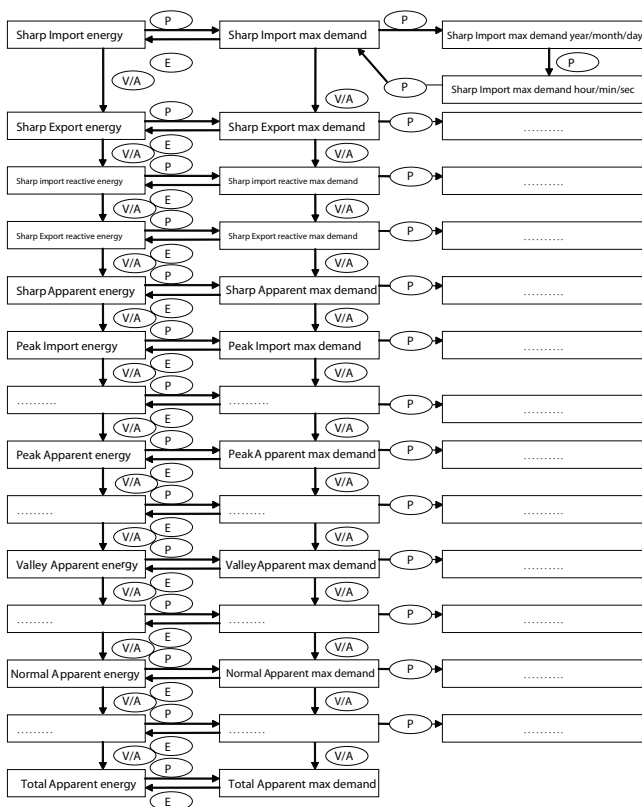 P
P
Sharp Import energy
Sharp Import max demand
Sharp Import max demand year/month/day
E
P
V/A
V/A
P
Sharp Import max demand hour/min/sec
P
Sharp Export energy
Sharp Export max demand
P
..........
V/A
E
V/A
P
Sharp import reactive energy
Sharp import reactive max demand
P
..........
V/A
E
V/A
P
Sharp Export reactive energy
Sharp Export reactive max demand
P
..........
V/A
E
V/A
P
Sharp Apparent energy
Sharp Apparent max demand
P
..........
V/A
E
V/A
P
Peak Import energy
Peak Import max demand
P
..........
V/A
E
V/A
P
.........
.........
P
..........
V/A
E
V/A
P
Peak Apparent energy
Peak A pparent max demand
P
..........
V/A
E
V/A
P
.........
.........
P
..........
V/A
E
V/A
P
Valley Apparent energy
Valley Apparent max demand
P
..........
V/A
E
V/A
P
.........
.........
P
..........
V/A
E
V/A
P
Normal Apparent energy
Normal Apparent max demand
P
..........
V/A
E
V/A
P
.........
.........
P
..........
V/A
E
V/A
P
Total Apparent energy
Total Apparent max demand
E